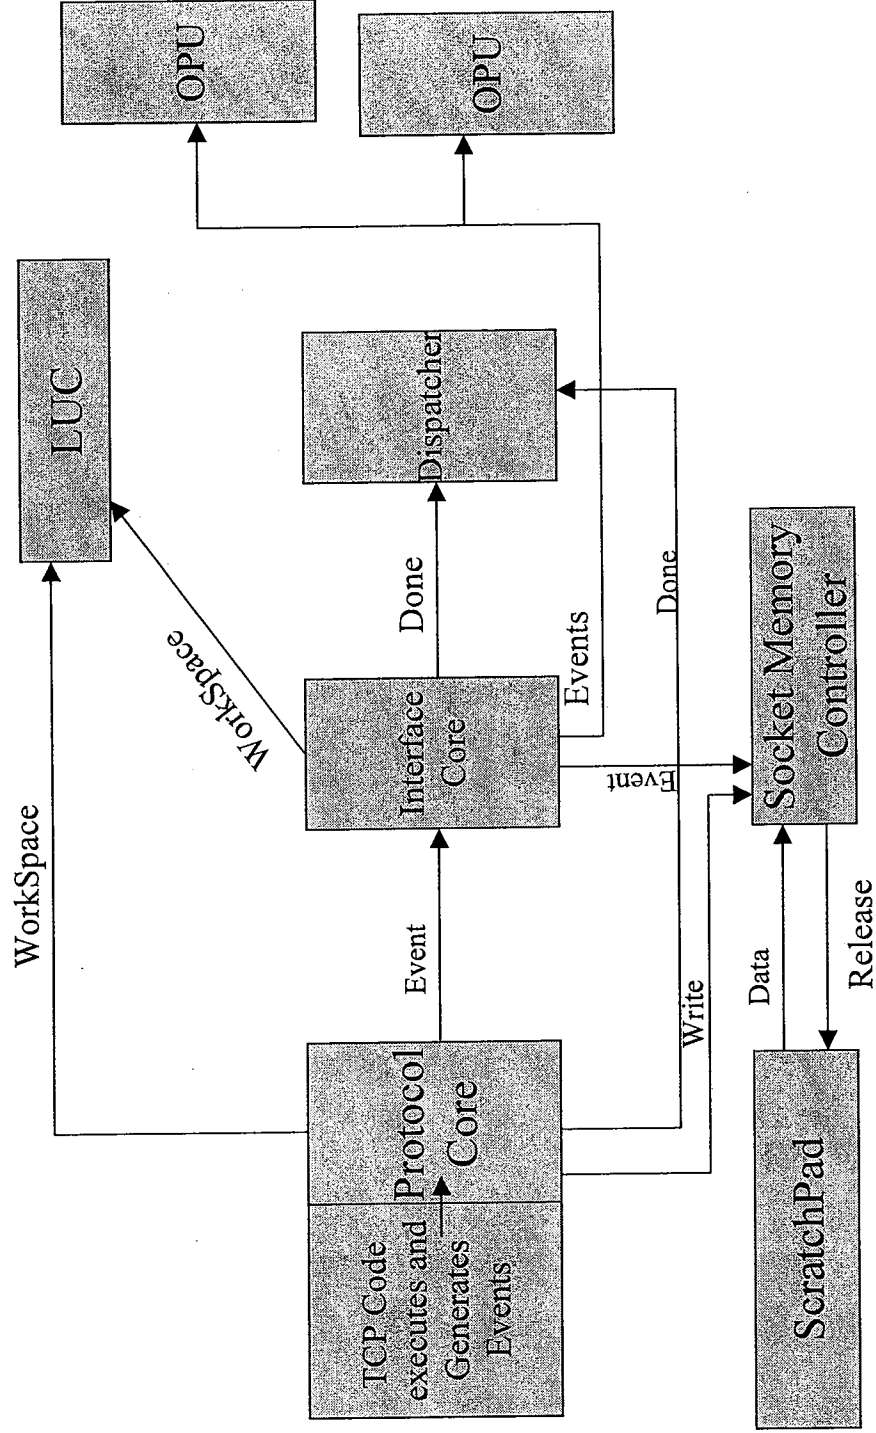 WorkSpace
LUC
WorkSpace
OPU
OPU
TCP Code
executes and
Generates
Events
Protocol
Core
Event
Interface
Core
Done
Dispatcher
Events
Event
Done
Write
ScratchPad
Data
Release
Socket Memory
Controller